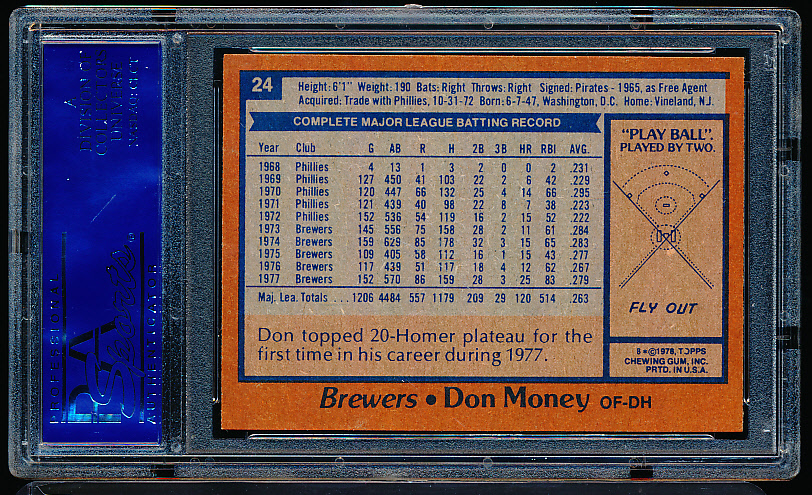 24
Height: 6'1" Weight: 190 Bats: Right Throws: Right Signed: Pirates - 1965, as Free Agent
Acquired: Trade with Phillies, 10-31-72 Born: 6-7-47, Washington, D.C. Home: Vineland, N.J.
COMPLETE MAJOR LEAGUE BATTING RECORD
Year Club G AB R H 2B 3B HR RBI AVG.
1968 Phillies 4 13 1 3 2 0 0 2 .231
1969 Phillies 127 450 41 103 22 2 6 42 .229
1970 Phillies 120 447 66 132 25 4 14 66 .295
1971 Phillies 121 439 40 98 22 8 7 38 .223
1972 Phillies 152 536 54 119 16 2 15 52 .222
1973 Brewers 145 556 75 158 28 2 11 61 .284
1974 Brewers 159 629 85 178 32 3 15 65 .283
1975 Brewers 109 405 58 112 16 1 15 43 .277
1976 Brewers 117 439 51 117 18 4 12 62 .267
1977 Brewers 152 570 86 159 28 3 25 83 .279
Maj. Lea. Totals ... 1206 4484 557 1179 209 29 120 514 .263
Don topped 20-Homer plateau for the
first time in his career during 1977.
"PLAY BALL".
PLAYED BY TWO.
FLY OUT
B*©1978, TOPPS
CHEWING GUM, INC.
PRTD. IN U.S.A.
Brewers • Don Money OF-DH